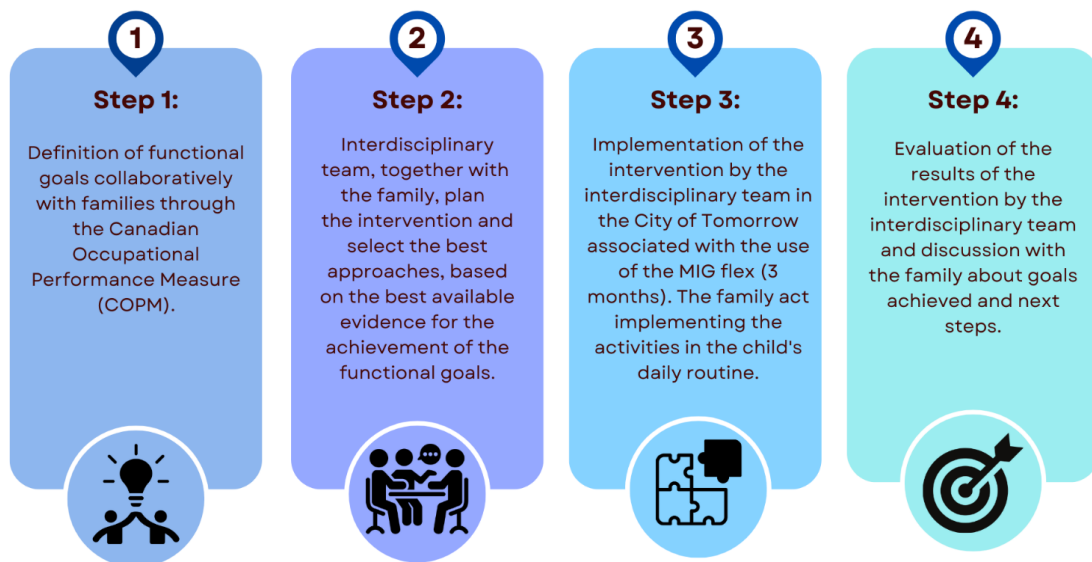 1
Step 1:
Definition of functional
goals collaboratively
with families through
the Canadian
Occupational
Performance Measure
(COPM).
2
Step 2:
Interdisciplinary
team, together with
the family, plan
the intervention and
select the best
approaches, based
on the best available
evidence for the
achievement of the
functional goals.
3
Step 3:
Implementation of the
intervention by the
interdisciplinary team in
the City of Tomorrow
associated with the use
of the MIG flex (3
months). The family act
implementing the
activities in the child's
daily routine.
4
Step 4:
Evaluation of the
results of the
intervention by the
interdisciplinary team
and discussion with
the family about goals
achieved and next
steps.